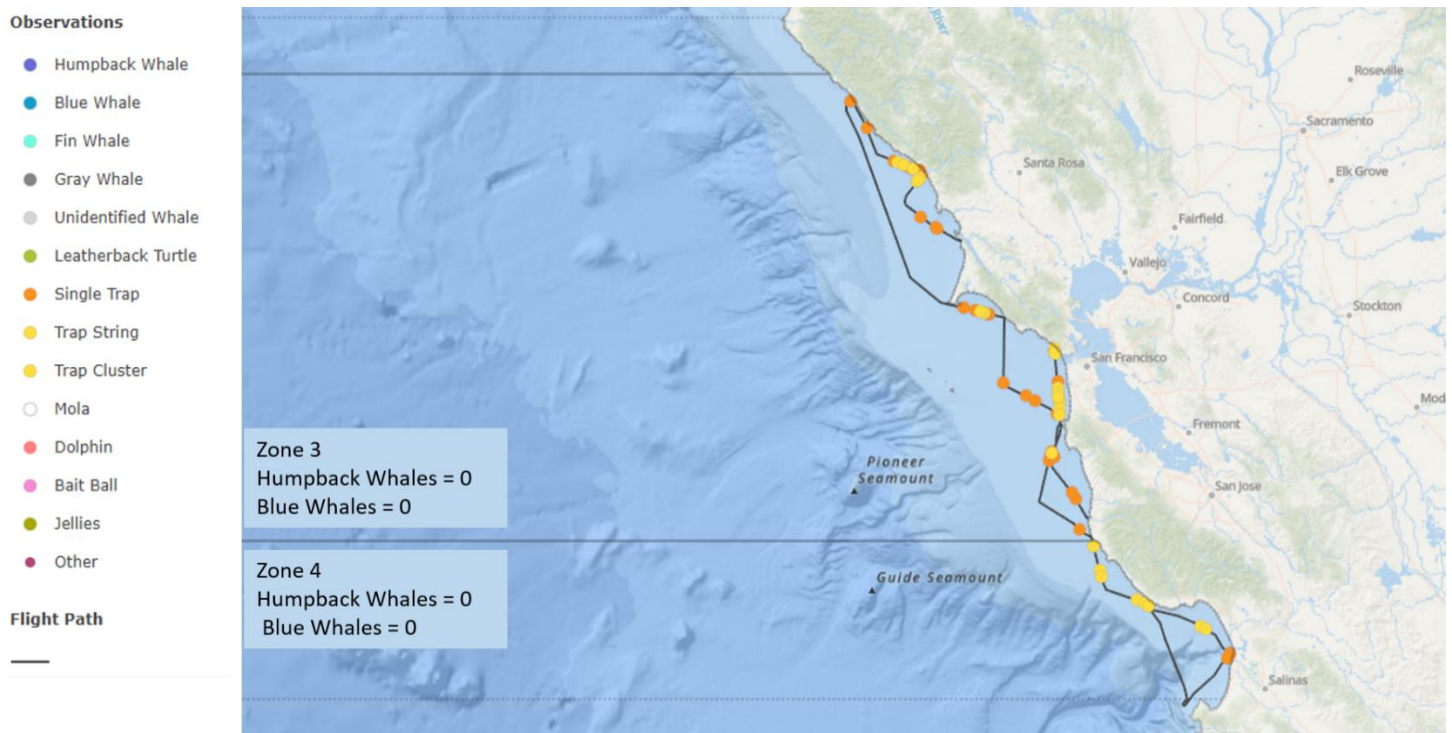 Observations
Humpback Whale
Blue Whale
Fin Whale
Gray Whale
Unidentified Whale
Leatherback Turtle
Single Trap
Trap String
Trap Cluster
Mola
Dolphin
Bait Ball
Jellies
Other
Flight Path
Zone 3
Humpback Whales = 0
Blue Whales = 0
Zone 4
Humpback Whales = 0
Blue Whales = 0
Pioneer
Seamount
Guide Seamount
River
Roseville
Sacramento
Santa Rosa
Elk Grove
Fairfield
Vallejo
Concord
Stockton
San Francisco
Mod
Fremont
San Jose
Salinas